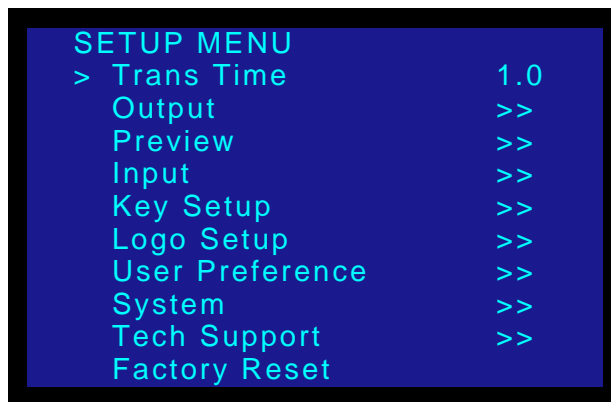 SETUP MENU
> Trans Time 1.0
Output >>
Preview >>
Input >>
Key Setup >>
Logo Setup >>
User Preference >>
System >>
Tech Support >>
Factory Reset